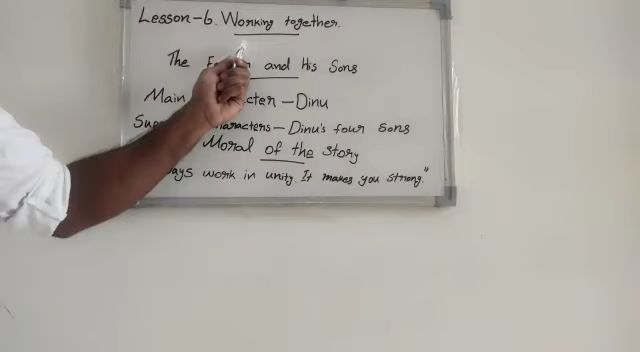 Lesson-6. Working together.
The and His Sons
Main - Dinu
- Dinu's four sons
Moral of the story
work in unity. It makes you strong."